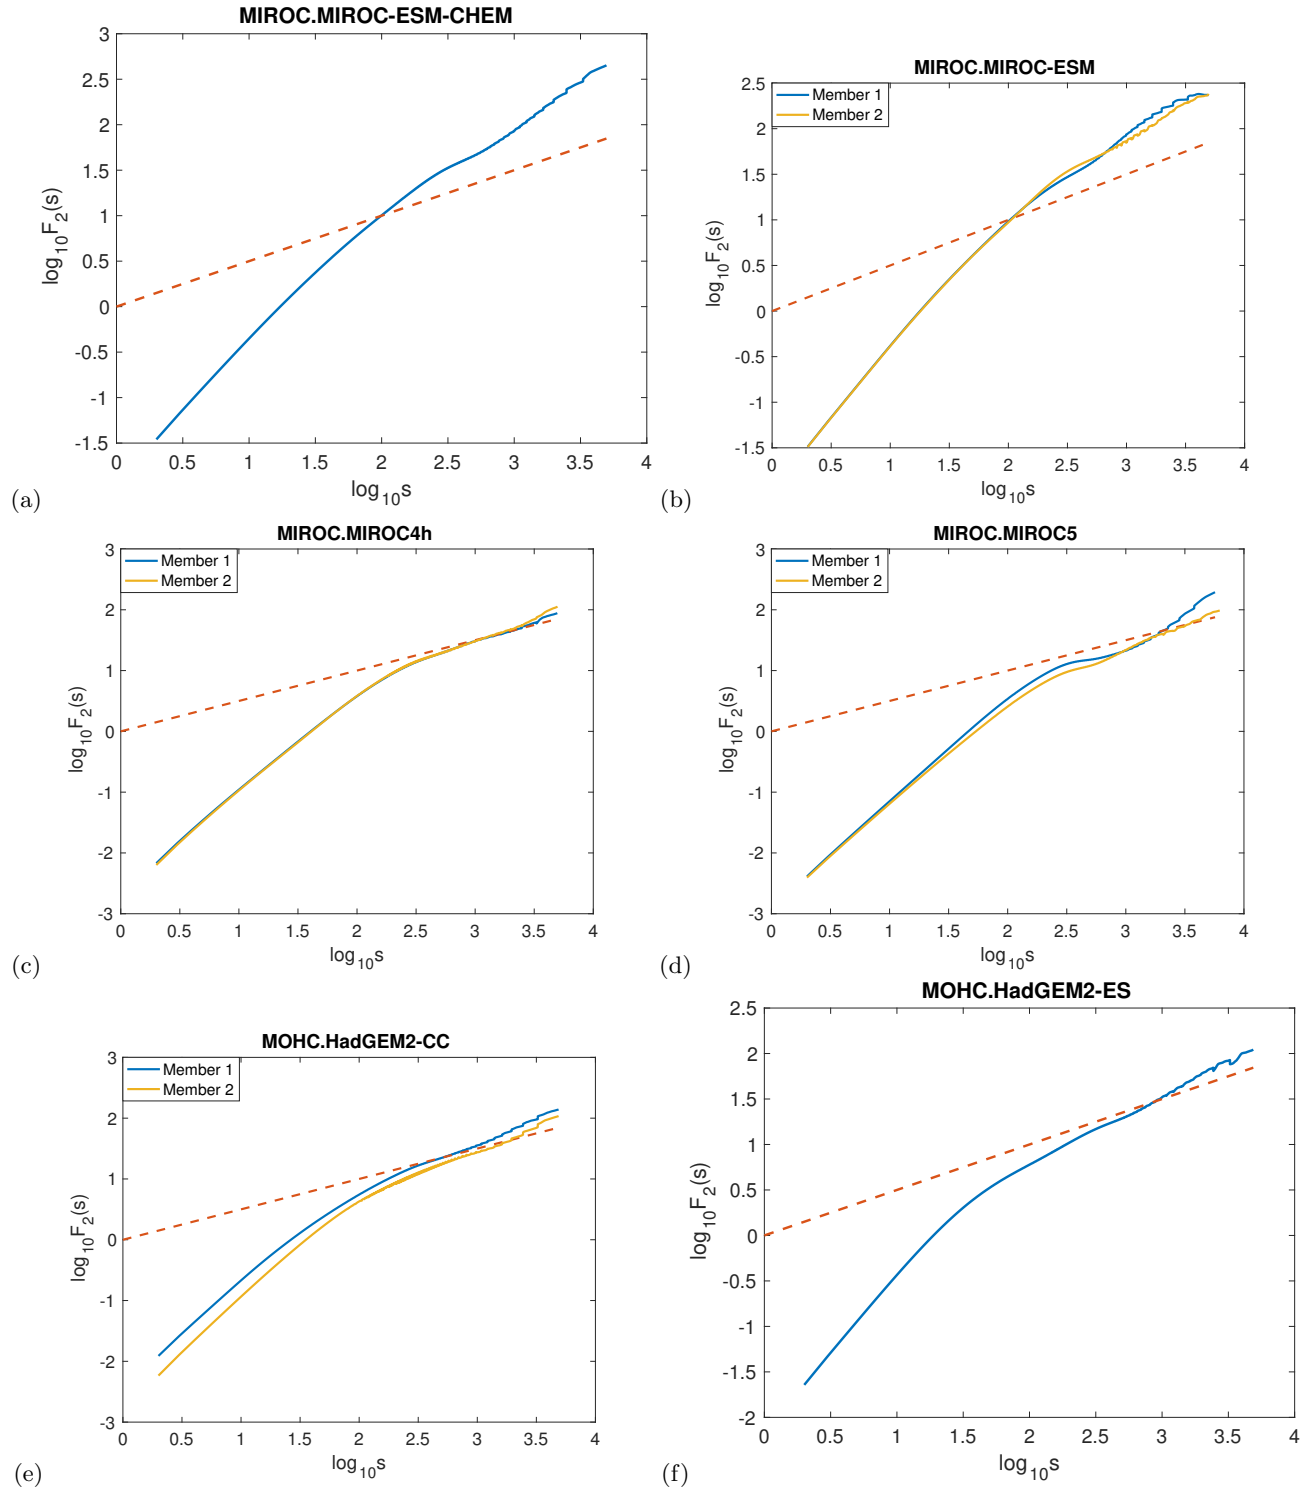 MIROC.MIROC-ESM-CHEM
3
2.5
2
1.5
1
0.5
0
-0.5
-1
-1.5
log10F2(s)
0 0.5 1 1.5 2 2.5 3 3.5 4
log10s
(a)
MIROC.MIROC-ESM
Member 1
Member 2
2.5
2
1.5
1
0.5
0
-0.5
-1
-1.5
log10F2(s)
0 0.5 1 1.5 2 2.5 3 3.5 4
log10s
(b)
MIROC.MIROC4h
Member 1
Member 2
3
2
1
0
-1
-2
-3
log10F2(s)
0 0.5 1 1.5 2 2.5 3 3.5 4
log10s
(c)
MIROC.MIROC5
Member 1
Member 2
3
2
1
0
-1
-2
-3
log10F2(s)
0 0.5 1 1.5 2 2.5 3 3.5 4
log10s
(d)
MOHC.HadGEM2-CC
Member 1
Member 2
3
2
1
0
-1
-2
-3
log10F2(s)
0 0.5 1 1.5 2 2.5 3 3.5 4
log10s
(e)
MOHC.HadGEM2-ES
2.5
2
1.5
1
0.5
0
-0.5
-1
-1.5
-2
log10F2(s)
0 0.5 1 1.5 2 2.5 3 3.5 4
log10s
(f)